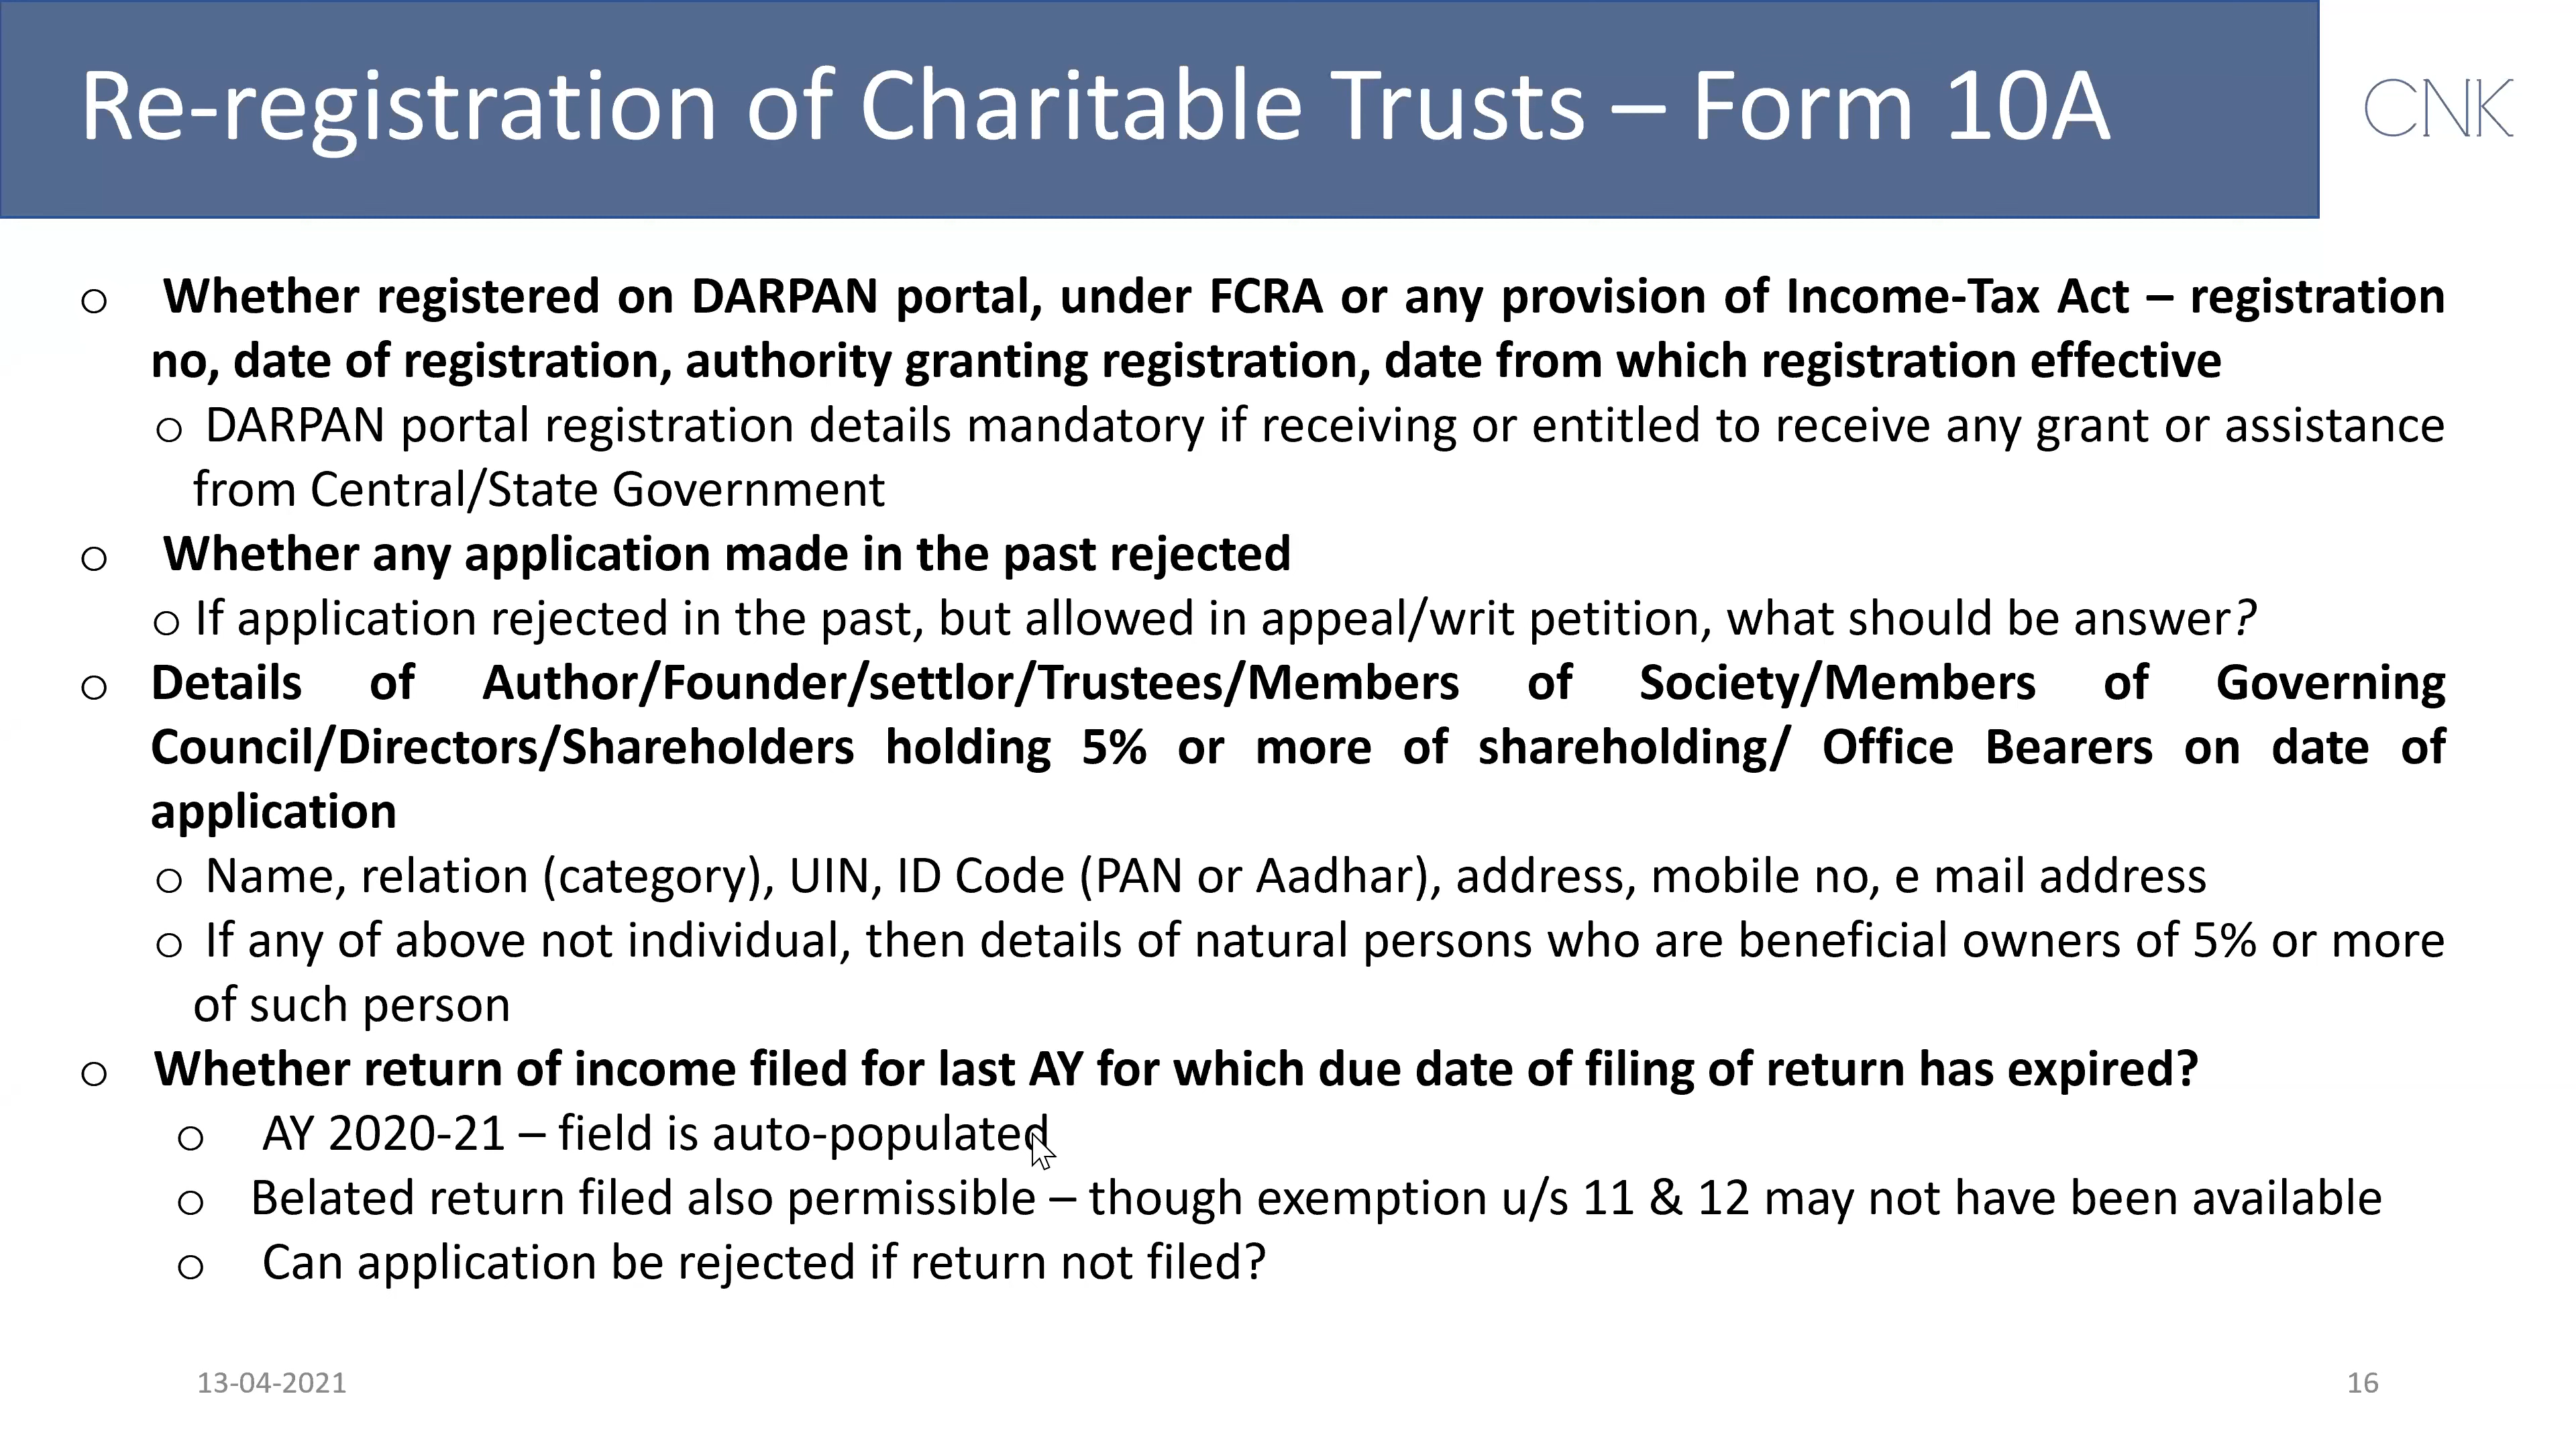 Re-registration of Charitable Trusts – Form 10A
CNK
o Whether registered on DARPAN portal, under FCRA or any provision of Income-Tax Act – registration
no, date of registration, authority granting registration, date from which registration effective
o DARPAN portal registration details mandatory if receiving or entitled to receive any grant or assistance
from Central/State Government
o Whether any application made in the past rejected
o If application rejected in the past, but allowed in appeal/writ petition, what should be answer?
o Details of Author/Founder/settlor/Trustees/Members of Society/Members of Governing
Council/Directors/Shareholders holding 5% or more of shareholding/ Office Bearers on date of
application
o Name, relation (category), UIN, ID Code (PAN or Aadhar), address, mobile no, e mail address
o If any of above not individual, then details of natural persons who are beneficial owners of 5% or more
of such person
o Whether return of income filed for last AY for which due date of filing of return has expired?
o AY 2020-21 – field is auto-populated
o Belated return filed also permissible – though exemption u/s 11 & 12 may not have been available
o Can application be rejected if return not filed?
13-04-2021
16